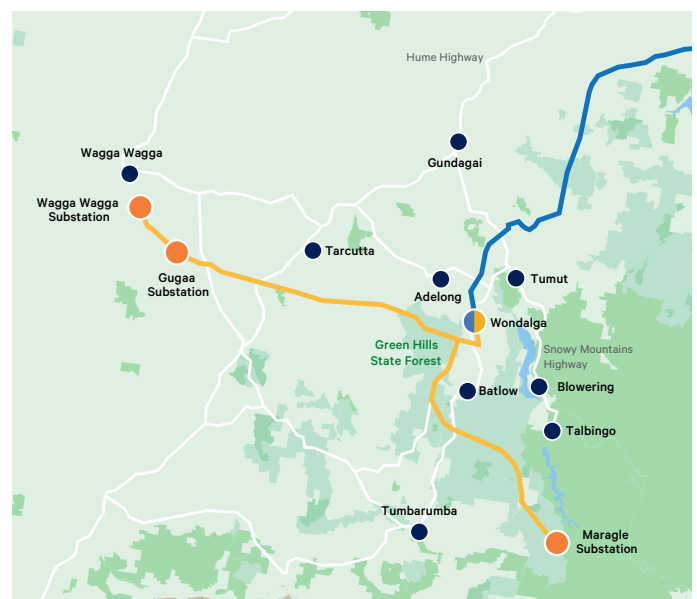 Hume Highway
Wagga Wagga
Gundagai
Wagga Wagga
Substation
Gugaa
Substation
Tarcutta
Adelong
Tumut
Wondalga
Green Hills
State Forest
Snowy Mountains
Highway
Batlow
Blowering
Talbingo
Tumbarumba
Maragle
Substation